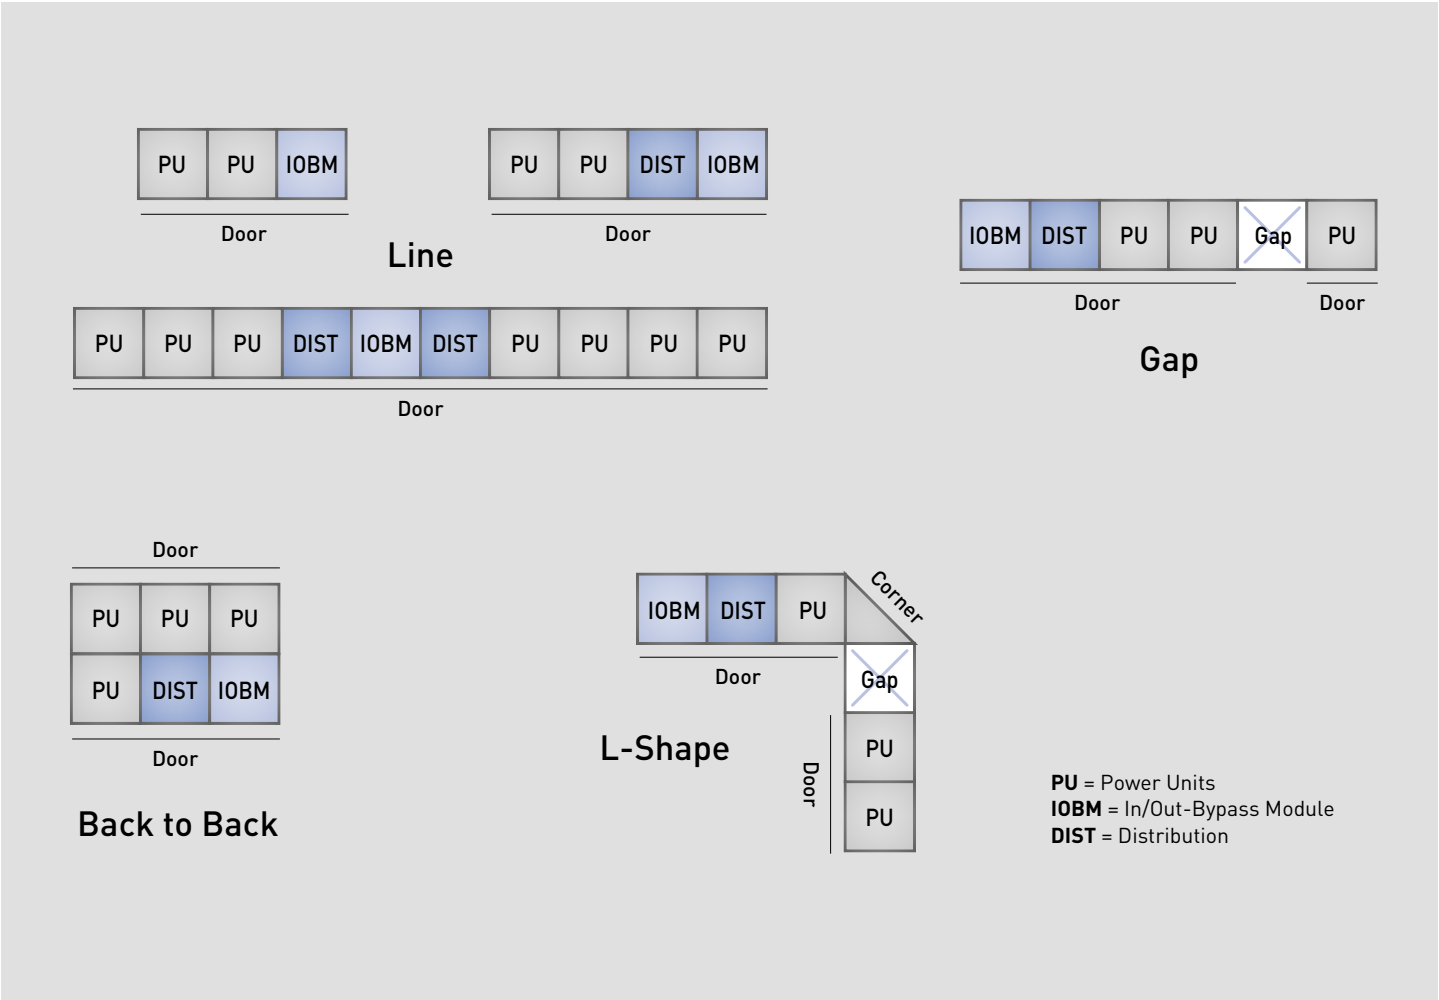 PU PU IOBM
Door
PU PU DIST IOBM
Door
Line
PU PU PU DIST IOBM DIST PU PU PU PU
Door
IOBM DIST PU PU Gap PU
Door Door
Gap
Door
PU PU PU
PU DIST IOBM
Door
Back to Back
IOBM DIST PU
Corner
Door
Gap
PU
PU
Door
L-Shape
PU = Power Units
IOBM = In/Out-Bypass Module
DIST = Distribution